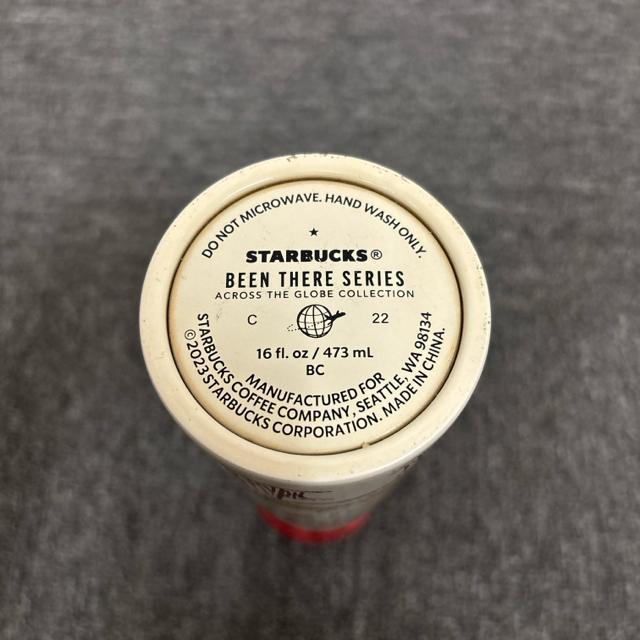 DO NOT MICROWAVE. HAND WASH ONLY.
STARBUCKS®
BEEN THERE SERIES
ACROSS THE GLOBE COLLECTION
C 22
16 fl. oz / 473 mL
BC
MANUFACTURED FOR
STARBUCKS COFFEE COMPANY, SEATTLE, WA 98134
©2023 STARBUCKS CORPORATION. MADE IN CHINA.